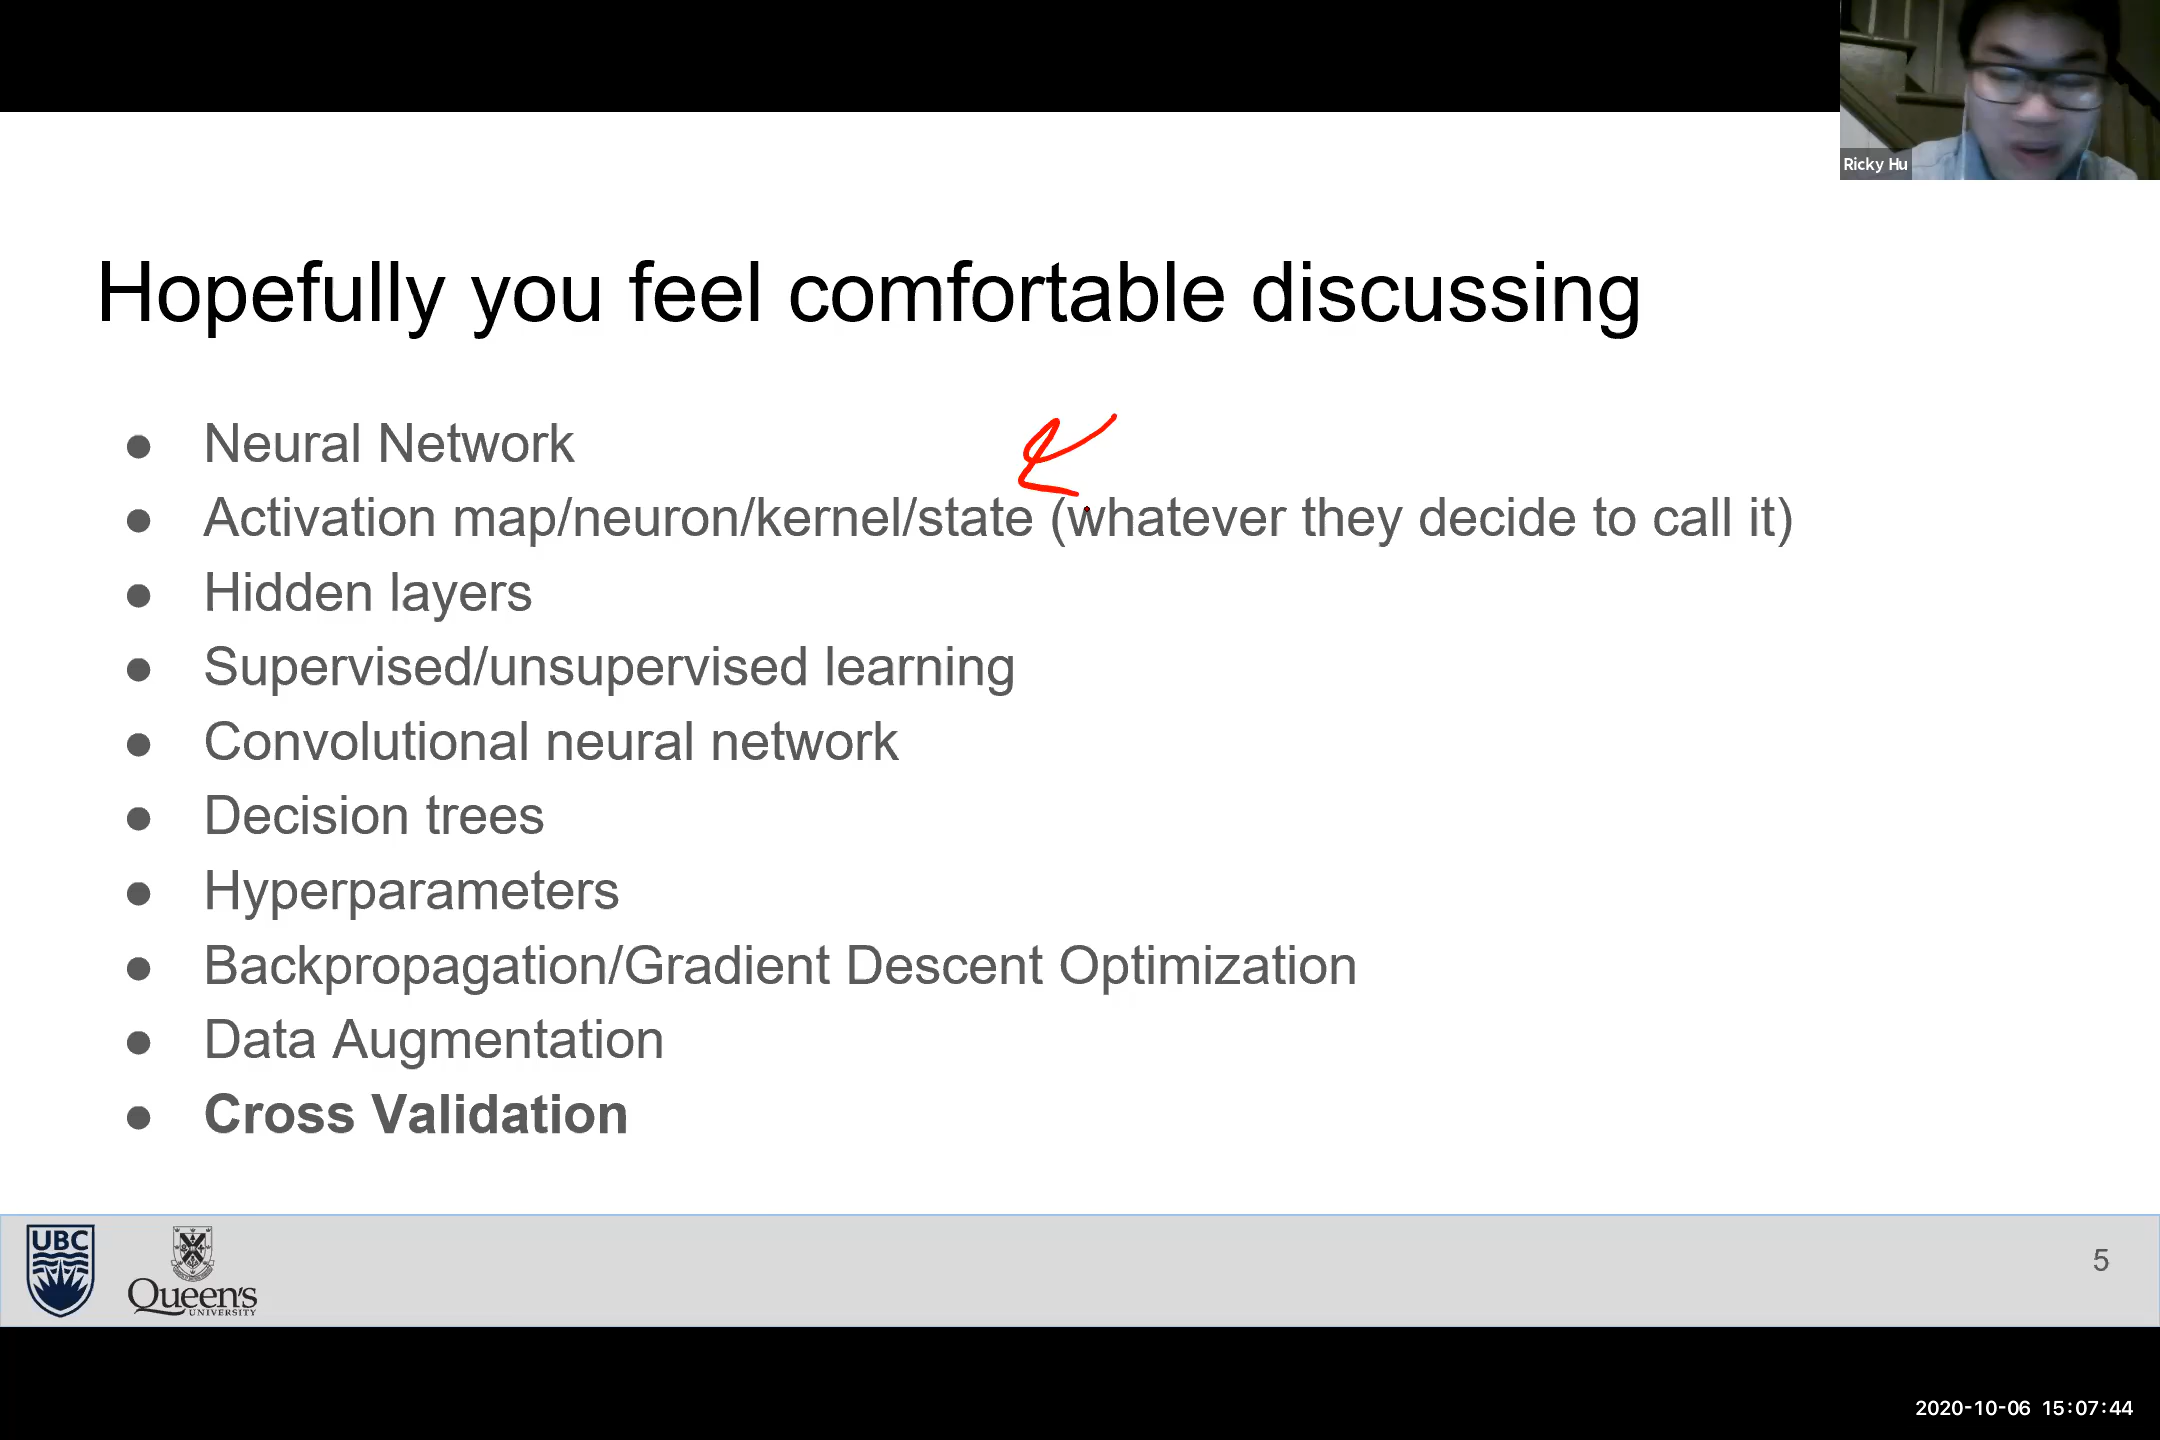 Ricky Hu
Hopefully you feel comfortable discussing
● Neural Network
● Activation map/neuron/kernel/state (whatever they decide to call it)
● Hidden layers
● Supervised/unsupervised learning
● Convolutional neural network
● Decision trees
● Hyperparameters
● Backpropagation/Gradient Descent Optimization
● Data Augmentation
● Cross Validation
UBC
Queen's
UNIVERSITY
5
2020-10-06 15:07:44